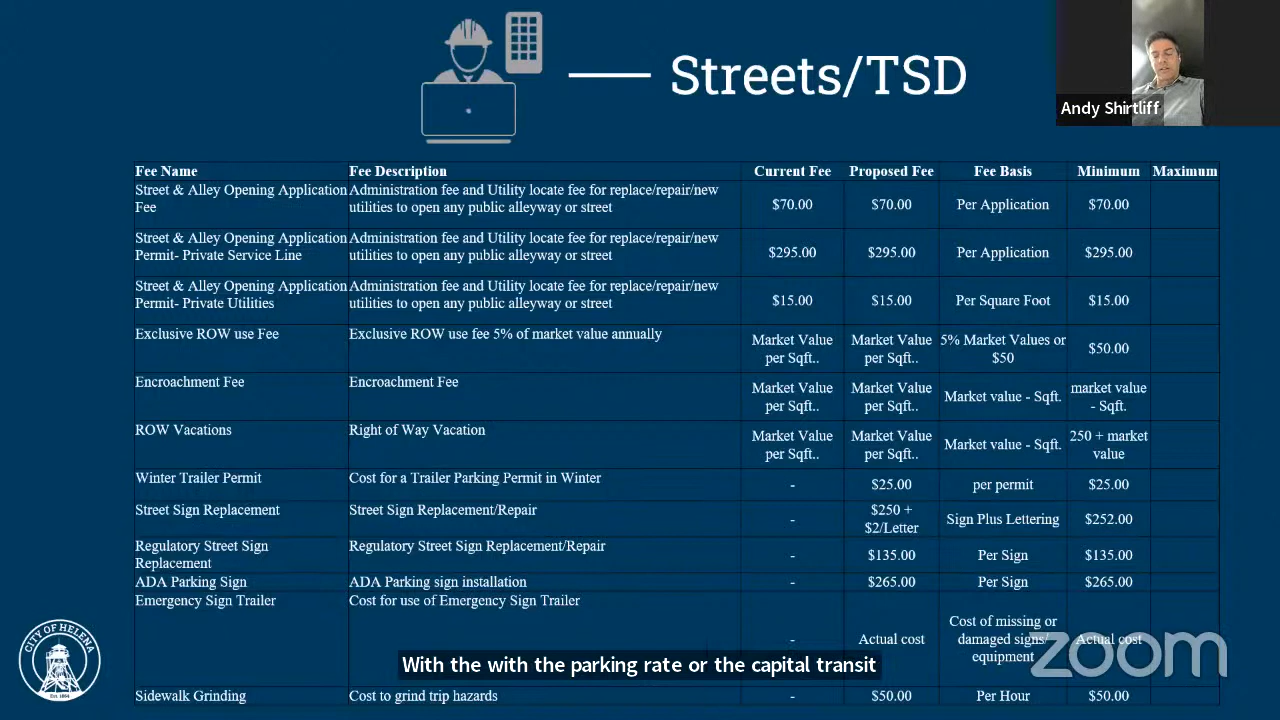 Streets/TSD
Andy Shirtliff
Fee Name Fee Description Current Fee Proposed Fee Fee Basis Minimum Maximum
Street & Alley Opening Application
Fee
Administration fee and Utility locate fee for replace/repair/new
utilities to open any public alleyway or street
$70.00 $70.00 Per Application $70.00
Street & Alley Opening Application
Permit- Private Service Line
Administration fee and Utility locate fee for replace/repair/new
utilities to open any public alleyway or street
$295.00 $295.00 Per Application $295.00
Street & Alley Opening Application
Permit- Private Utilities
Administration fee and Utility locate fee for replace/repair/new
utilities to open any public alleyway or street
$15.00 $15.00 Per Square Foot $15.00
Exclusive ROW use Fee
Exclusive ROW use fee 5% of market value annually
Market Value
per Sqft..
Market Value
per Sqft..
5% Market Values or
$50
$50.00
Encroachment Fee
Encroachment Fee
Market Value
per Sqft..
Market Value
per Sqft..
Market value - Sqft.
market value
- Sqft.
ROW Vacations
Right of Way Vacation
Market Value
per Sqft..
Market Value
per Sqft..
Market value - Sqft.
250 + market
value
Winter Trailer Permit Cost for a Trailer Parking Permit in Winter - $25.00 per permit $25.00
Street Sign Replacement
Street Sign Replacement/Repair
-
$250 +
$2/Letter
Sign Plus Lettering
$252.00
Regulatory Street Sign
Replacement
Regulatory Street Sign Replacement/Repair
- $135.00 Per Sign $135.00
ADA Parking Sign ADA Parking sign installation - $265.00 Per Sign $265.00
Emergency Sign Trailer
Cost for use of Emergency Sign Trailer
- Actual cost
Cost of missing or
damaged signs/
equipment
Actual cost
zoom
With the with the parking rate or the capital transit
Sidewalk Grinding Cost to grind trip hazards - $50.00 Per Hour $50.00
CITY OF HELENA
Est. 1864